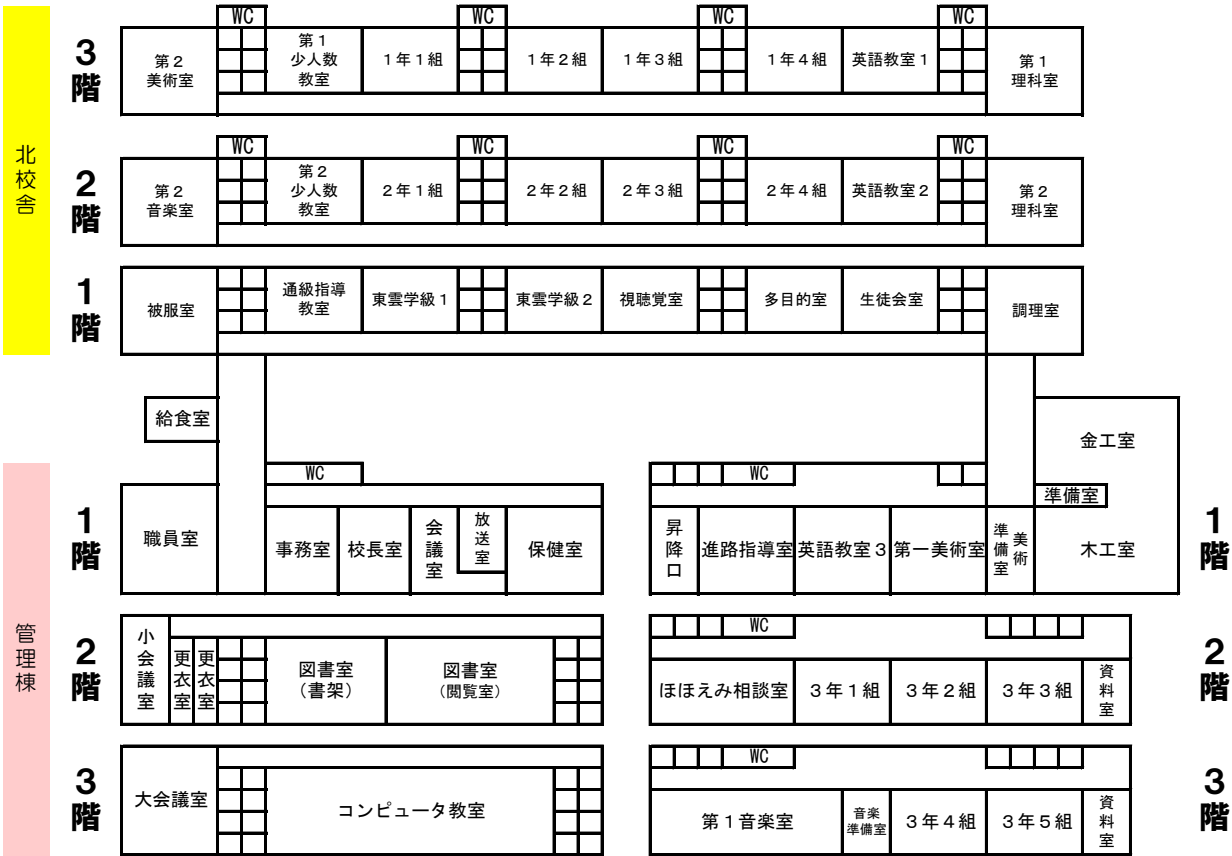 北校舎
3階
WC
WC
WC
WC
第2
美術室
第1
少人数
教室
1年1組
1年2組
1年3組
1年4組
英語教室1
第1
理科室
2階
WC
WC
WC
WC
第2
音楽室
第2
少人数
教室
2年1組
2年2組
2年3組
2年4組
英語教室2
第2
理科室
1階
被服室
通級指導
教室
東雲学級1
東雲学級2
視聴覚室
多目的室
生徒会室
調理室
給食室
金工室
準備室
木工室
管理棟
1階
職員室
WC
事務室
校長室
会議室
放送室
保健室
WC
昇降口
進路指導室
英語教室3
第一美術室
美術
準備室
1階
2階
小会議室
更衣室
更衣室
図書室
(書架)
図書室
(閲覧室)
WC
ほほえみ相談室
3年1組
3年2組
3年3組
資料室
2階
3階
大会議室
コンピュータ教室
WC
第1音楽室
音楽
準備室
3年4組
3年5組
資料室
3階